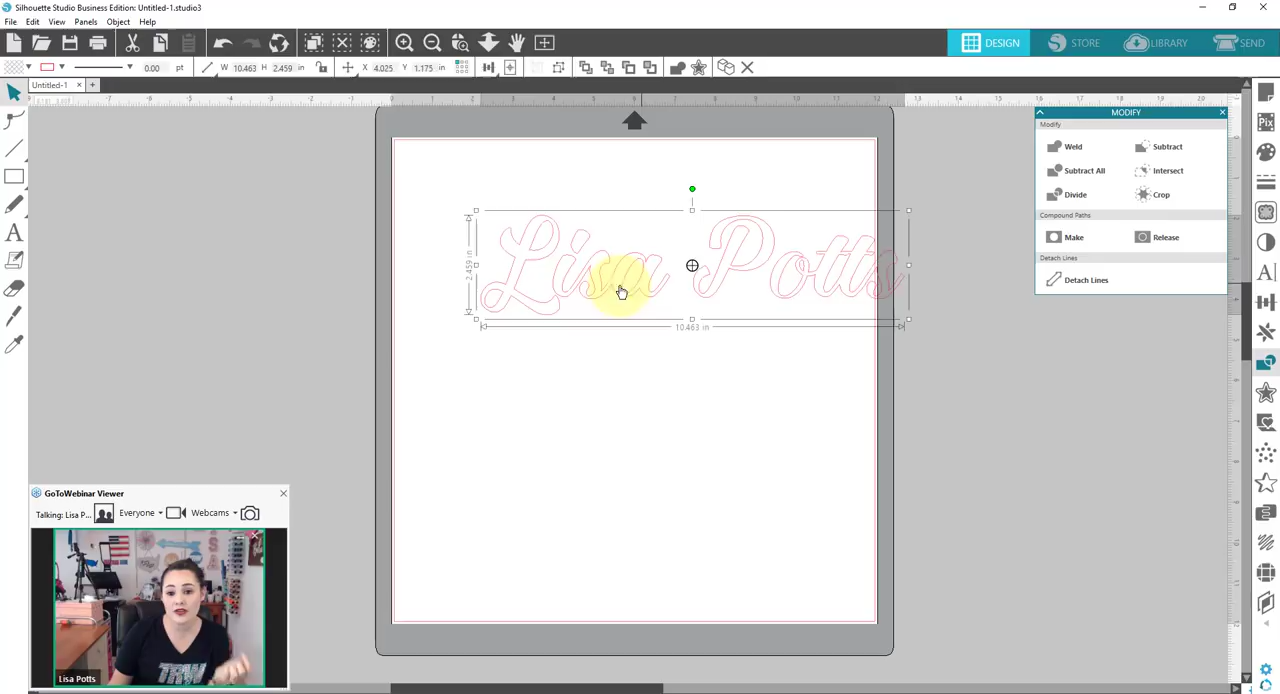 Silhouette Studio Business Edition: Untitled-1.studio3
File Edit View Panels Object Help
DESIGN STORE LIBRARY SEND
0.00 pt W 10.463 H 2.459 in X 4.025 Y 1.175 in
Untitled-1 × +
MODIFY
Modify
Weld Subtract
Subtract All Intersect
Divide Crop
Compound Paths
Make Release
Detach Lines
Detach Lines
Lisa Potts
2.459 in
10.463 in
GoToWebinar Viewer
Talking: Lisa P... Everyone Webcams
Lisa Potts